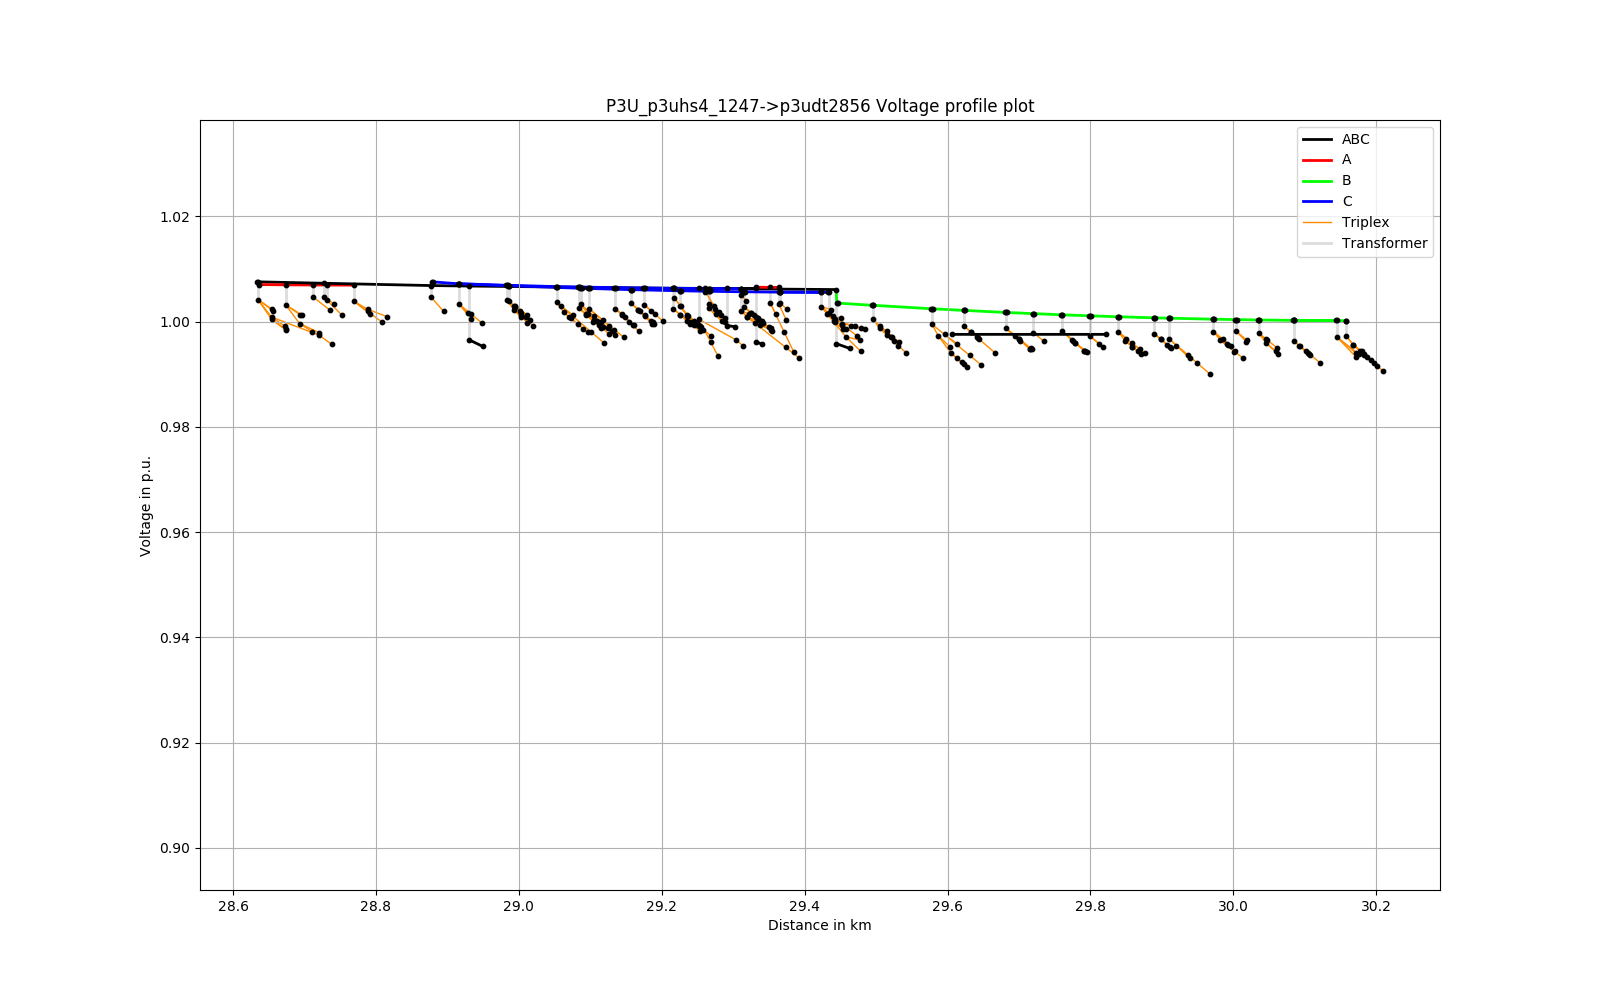 P3U_p3uhs4_1247->p3udt2856 Voltage profile plot
ABC
A
B
C
Triplex
Transformer
1.02
1.00
0.98
0.96
0.94
0.92
0.90
Voltage in p.u.
28.6 28.8 29.0 29.2 29.4 29.6 29.8 30.0 30.2
Distance in km